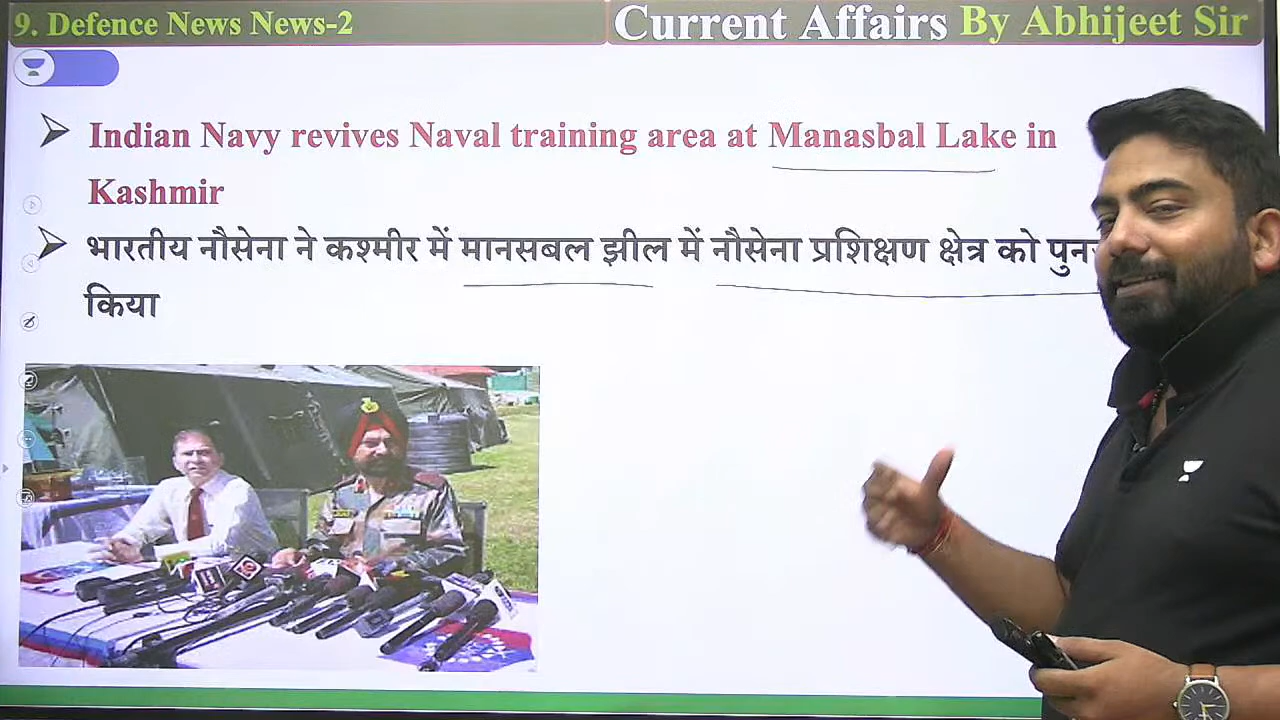 9. Defence News News-2
Current Affairs By Abhijeet Sir
Indian Navy revives Naval training area at Manasbal Lake in
Kashmir
भारतीय नौसेना ने कश्मीर में मानसबल झील में नौसेना प्रशिक्षण क्षेत्र को
किया